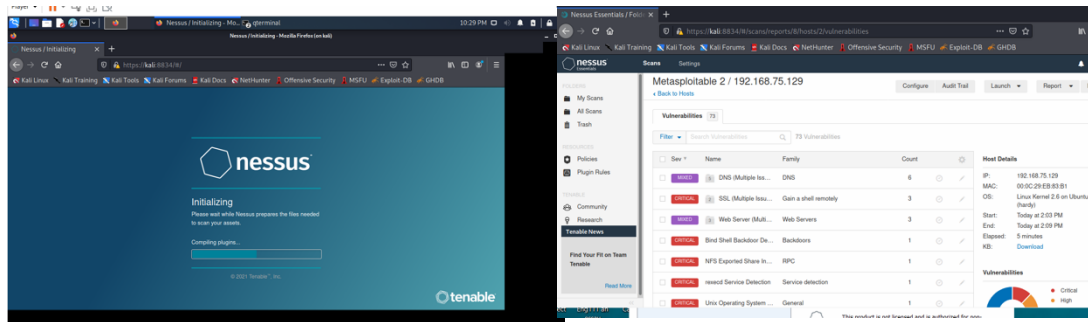 Player
Nessus / Initializing - Mo...
qterminal
10:29 PM
Nessus / Initializing - Mozilla Firefox (on kali)
Nessus / Initializing
https://kali:8834/#/
Kali Linux Kali Training Kali Tools Kali Forums Kali Docs NetHunter Offensive Security MSFU Exploit-DB GHDB
nessus
Initializing
Please wait while Nessus prepares the files needed
to scan your assets.
Compiling plugins...
© 2021 Tenable™, Inc.
tenable
Nessus Essentials / Fold
https://kali:8834/#/scans/reports/8/hosts/2/vulnerabilities
Kali Linux Kali Training Kali Tools Kali Forums Kali Docs NetHunter Offensive Security MSFU Exploit-DB GHDB
nessus Essentials
Scans Settings
FOLDERS
My Scans
All Scans
Trash
RESOURCES
Policies
Plugin Rules
TENABLE
Community
Research
Tenable News
Find Your Fit on Team
Tenable
Read More
Metasploitable 2 / 192.168.75.129
Back to Hosts
Configure Audit Trail Launch Report
Vulnerabilities 73
Filter Search Vulnerabilities 73 Vulnerabilities
Sev Name Family Count
MIXED DNS (Multiple Iss... DNS 6
CRITICAL SSL (Multiple Issu... Gain a shell remotely 3
MIXED Web Server (Multi... Web Servers 3
CRITICAL Bind Shell Backdoor De... Backdoors 1
CRITICAL NFS Exported Share In... RPC 1
CRITICAL rexecd Service Detection Service detection 1
CRITICAL Unix Operating System ... General 1
Host Details
IP: 192.168.75.129
MAC: 00:0C:29:EB:83:B1
OS: Linux Kernel 2.6 on Ubuntu
(hardy)
Start: Today at 2:03 PM
End: Today at 2:09 PM
Elapsed: 5 minutes
KB: Download
Vulnerabilities
Critical
High
This product is not licensed and is authorized for non-